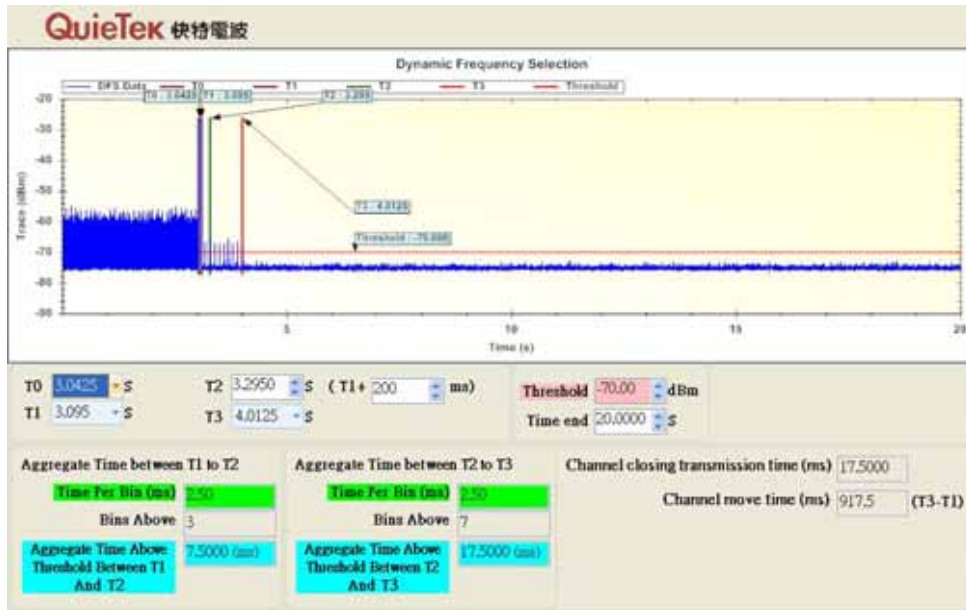 QuieTek 快特電波
Dynamic Frequency Selection
DFS Data T0 T1 T2 T3 Threshold
T0 : 3.0425 T1 : 3.095 T2 : 3.295
-20
-30
-40
-50
-60
-70
-80
-90
Trace (dBm)
T3 : 4.0125
Threshold : -70.000
5 10 15 20
Time (s)
T0 3.0425 S T2 3.2950 S ( T1+ 200 ms)
T1 3.095 S T3 4.0125 S
Threshold -70.00 dBm
Time end 20.0000 S
Aggregate Time between T1 to T2
Time Per Bin (ms) 2.50
Bins Above 3
Aggregate Time Above Threshold Between T1 And T2 7.5000 (ms)
Aggregate Time between T2 to T3
Time Per Bin (ms) 2.50
Bins Above 7
Aggregate Time Above Threshold Between T2 And T3 17.5000 (ms)
Channel closing transmission time (ms) 17.5000
Channel move time (ms) 917.5 (T3-T1)